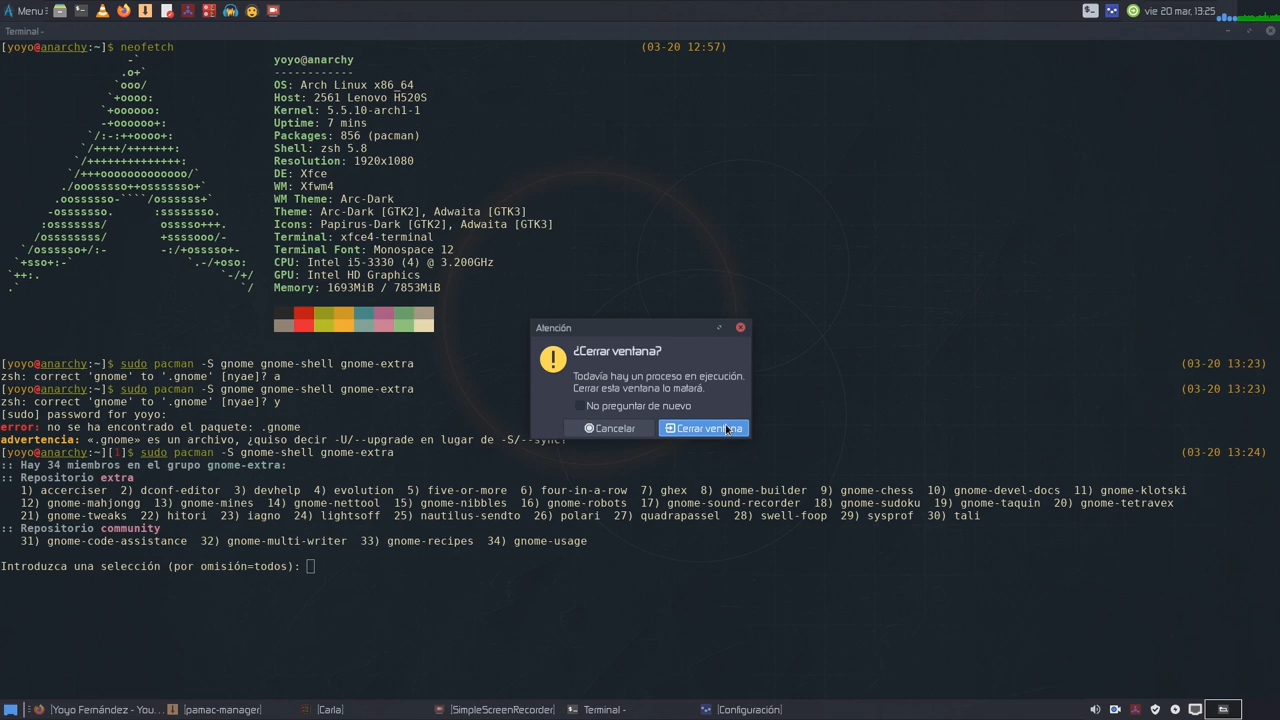 Menu
vie 20 mar, 13:25
Terminal -
[yoyo@anarchy:~]$ neofetch (03-20 12:57)
yoyo@anarchy
------------
OS: Arch Linux x86_64
Host: 2561 Lenovo H520S
Kernel: 5.5.10-arch1-1
Uptime: 7 mins
Packages: 856 (pacman)
Shell: zsh 5.8
Resolution: 1920x1080
DE: Xfce
WM: Xfwm4
WM Theme: Arc-Dark
Theme: Arc-Dark [GTK2], Adwaita [GTK3]
Icons: Papirus-Dark [GTK2], Adwaita [GTK3]
Terminal: xfce4-terminal
Terminal Font: Monospace 12
CPU: Intel i5-3330 (4) @ 3.200GHz
GPU: Intel HD Graphics
Memory: 1693MiB / 7853MiB
[yoyo@anarchy:~]$ sudo pacman -S gnome gnome-shell gnome-extra (03-20 13:23)
zsh: correct 'gnome' to '.gnome' [nyae]? a
[yoyo@anarchy:~]$ sudo pacman -S gnome gnome-shell gnome-extra (03-20 13:23)
zsh: correct 'gnome' to '.gnome' [nyae]? y
[sudo] password for yoyo:
error: no se ha encontrado el paquete: .gnome
advertencia: «.gnome» es un archivo, ¿quiso decir -U/--upgrade en lugar de -S/--sync?
[yoyo@anarchy:~][1]$ sudo pacman -S gnome-shell gnome-extra (03-20 13:24)
:: Hay 34 miembros en el grupo gnome-extra:
:: Repositorio extra
1) accerciser 2) dconf-editor 3) devhelp 4) evolution 5) five-or-more 6) four-in-a-row 7) ghex 8) gnome-builder 9) gnome-chess 10) gnome-devel-docs 11) gnome-klotski
12) gnome-mahjongg 13) gnome-mines 14) gnome-nettool 15) gnome-nibbles 16) gnome-robots 17) gnome-sound-recorder 18) gnome-sudoku 19) gnome-taquin 20) gnome-tetravex
21) gnome-tweaks 22) hitori 23) iagno 24) lightsoff 25) nautilus-sendto 26) polari 27) quadrapassel 28) swell-foop 29) sysprof 30) tali
:: Repositorio community
31) gnome-code-assistance 32) gnome-multi-writer 33) gnome-recipes 34) gnome-usage
Introduzca una selección (por omisión=todos):
Atención
¿Cerrar ventana?
Todavía hay un proceso en ejecución.
Cerrar esta ventana lo matará.
No preguntar de nuevo
Cancelar
Cerrar ventana
[Yoyo Fernández - You... [pamac-manager] [Carla] [SimpleScreenRecorder] Terminal - [Configuración]